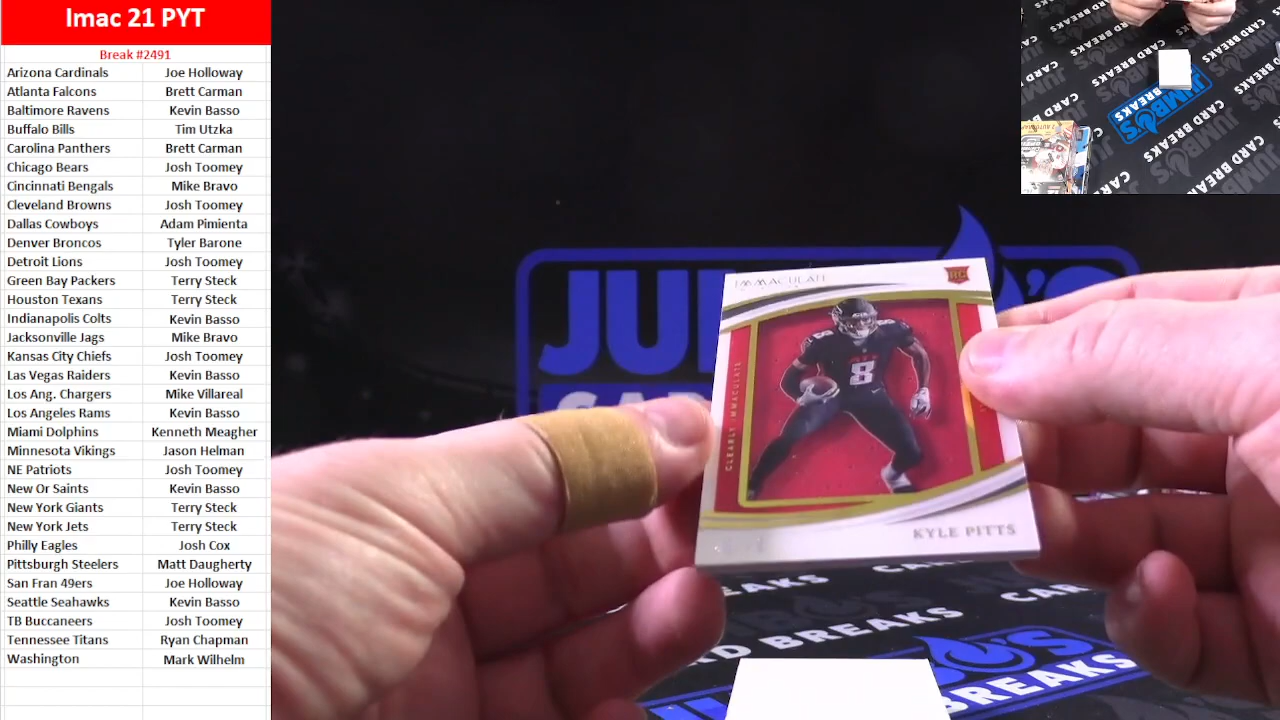 Imac 21 PYT
Break #2491
Arizona Cardinals Joe Holloway
Atlanta Falcons Brett Carman
Baltimore Ravens Kevin Basso
Buffalo Bills Tim Utzka
Carolina Panthers Brett Carman
Chicago Bears Josh Toomey
Cincinnati Bengals Mike Bravo
Cleveland Browns Josh Toomey
Dallas Cowboys Adam Pimienta
Denver Broncos Tyler Barone
Detroit Lions Josh Toomey
Green Bay Packers Terry Steck
Houston Texans Terry Steck
Indianapolis Colts Kevin Basso
Jacksonville Jags Mike Bravo
Kansas City Chiefs Josh Toomey
Las Vegas Raiders Kevin Basso
Los Ang. Chargers Mike Villareal
Los Angeles Rams Kevin Basso
Miami Dolphins Kenneth Meagher
Minnesota Vikings Jason Helman
NE Patriots Josh Toomey
New Or Saints Kevin Basso
New York Giants Terry Steck
New York Jets Terry Steck
Philly Eagles Josh Cox
Pittsburgh Steelers Matt Daugherty
San Fran 49ers Joe Holloway
Seattle Seahawks Kevin Basso
TB Buccaneers Josh Toomey
Tennessee Titans Ryan Chapman
Washington Mark Wilhelm
IMMACULATE
RC
8
CLEARLY IMMACULATE
KYLE PITTS
JUMBO'S
CARD BREAKS